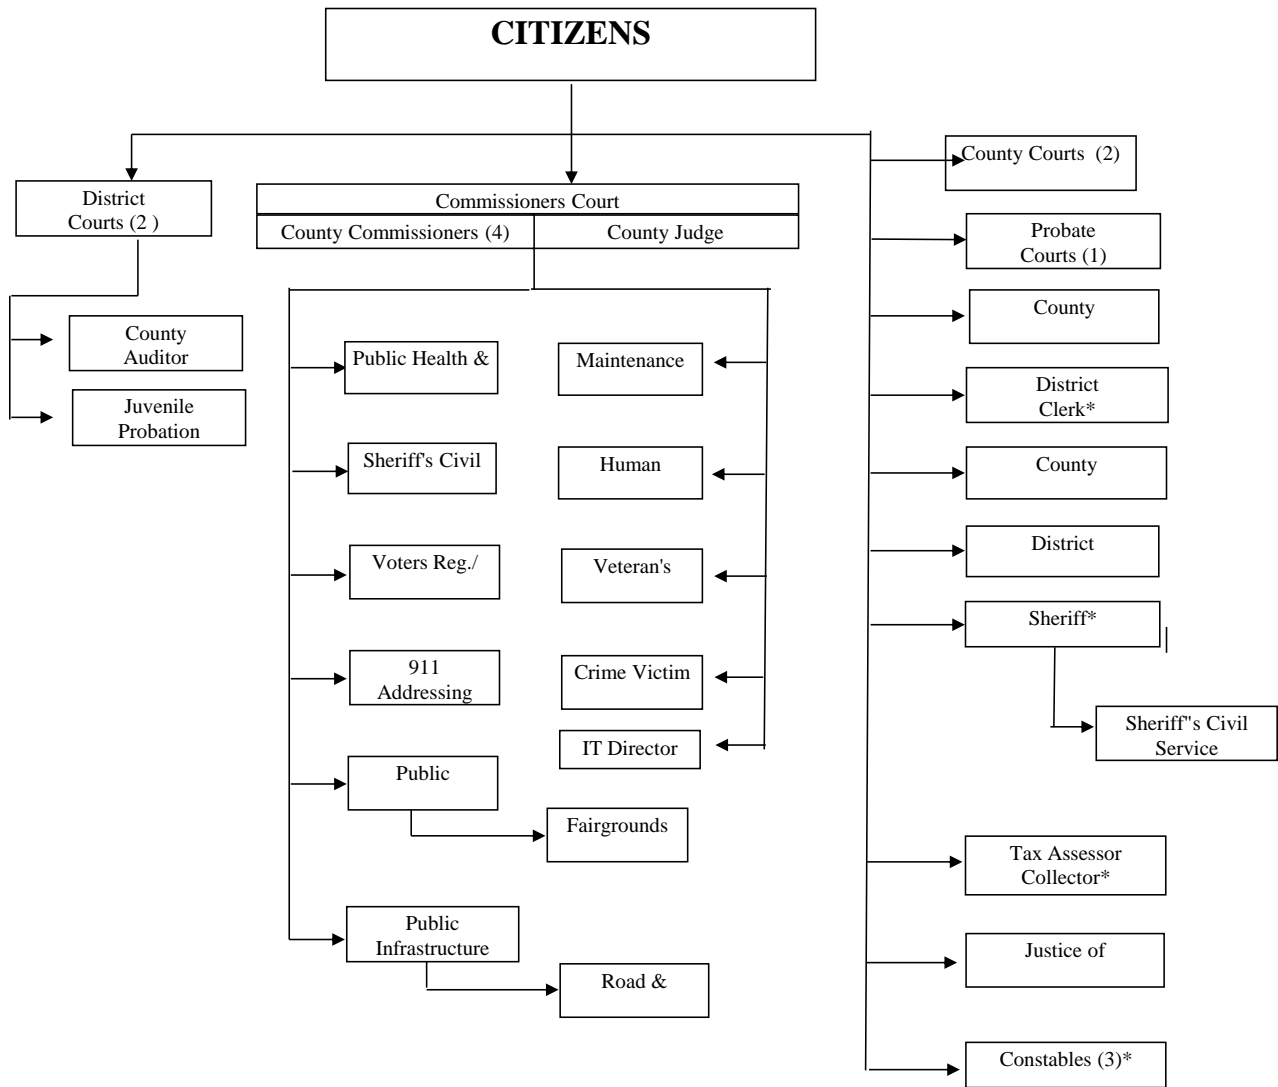 CITIZENS
District
Courts (2 )
Commissioners Court
County Commissioners (4)
County Judge
County Auditor
Juvenile
Probation
Public Health &
Sheriff's Civil
Voters Reg./
911
Addressing
Public
Fairgrounds
Public
Infrastructure
Road &
Maintenance
Human
Veteran's
Crime Victim
IT Director
County Courts (2)
Probate
Courts (1)
County
District
Clerk*
County
District
Sheriff*
Sheriff"s Civil
Service
Tax Assessor
Collector*
Justice of
Constables (3)*